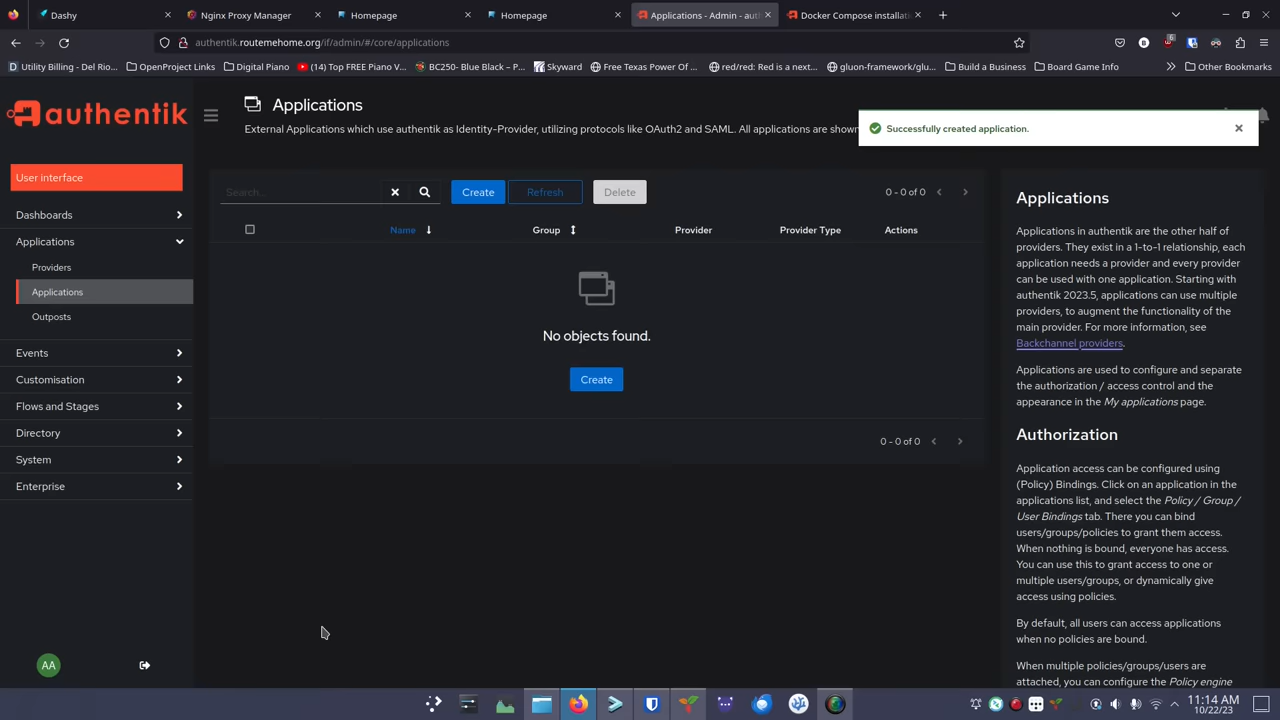 Dashy
Nginx Proxy Manager
Homepage
Homepage
Applications - Admin - aut
Docker Compose installati
authentik.routemehome.org/if/admin/#/core/applications
Utility Billing - Del Rio...
OpenProject Links
Digital Piano
(14) Top FREE Piano V...
BC250- Blue Black – P...
Skyward
Free Texas Power Of ...
red/red: Red is a next...
gluon-framework/glu...
Build a Business
Board Game Info
Other Bookmarks
authentik
User interface
Dashboards
Applications
Providers
Applications
Outposts
Events
Customisation
Flows and Stages
Directory
System
Enterprise
AA
Applications
External Applications which use authentik as Identity-Provider, utilizing protocols like OAuth2 and SAML. All applications are shown
Successfully created application.
Search...
Create
Refresh
Delete
0 - 0 of 0
Name
Group
Provider
Provider Type
Actions
No objects found.
Create
0 - 0 of 0
Applications
Applications in authentik are the other half of
providers. They exist in a 1-to-1 relationship, each
application needs a provider and every provider
can be used with one application. Starting with
authentik 2023.5, applications can use multiple
providers, to augment the functionality of the
main provider. For more information, see
Backchannel providers.
Applications are used to configure and separate
the authorization / access control and the
appearance in the My applications page.
Authorization
Application access can be configured using
(Policy) Bindings. Click on an application in the
applications list, and select the Policy / Group /
User Bindings tab. There you can bind
users/groups/policies to grant them access.
When nothing is bound, everyone has access.
You can use this to grant access to one or
multiple users/groups, or dynamically give
access using policies.
By default, all users can access applications
when no policies are bound.
When multiple policies/groups/users are
attached, you can configure the Policy engine
11:14 AM
10/22/23